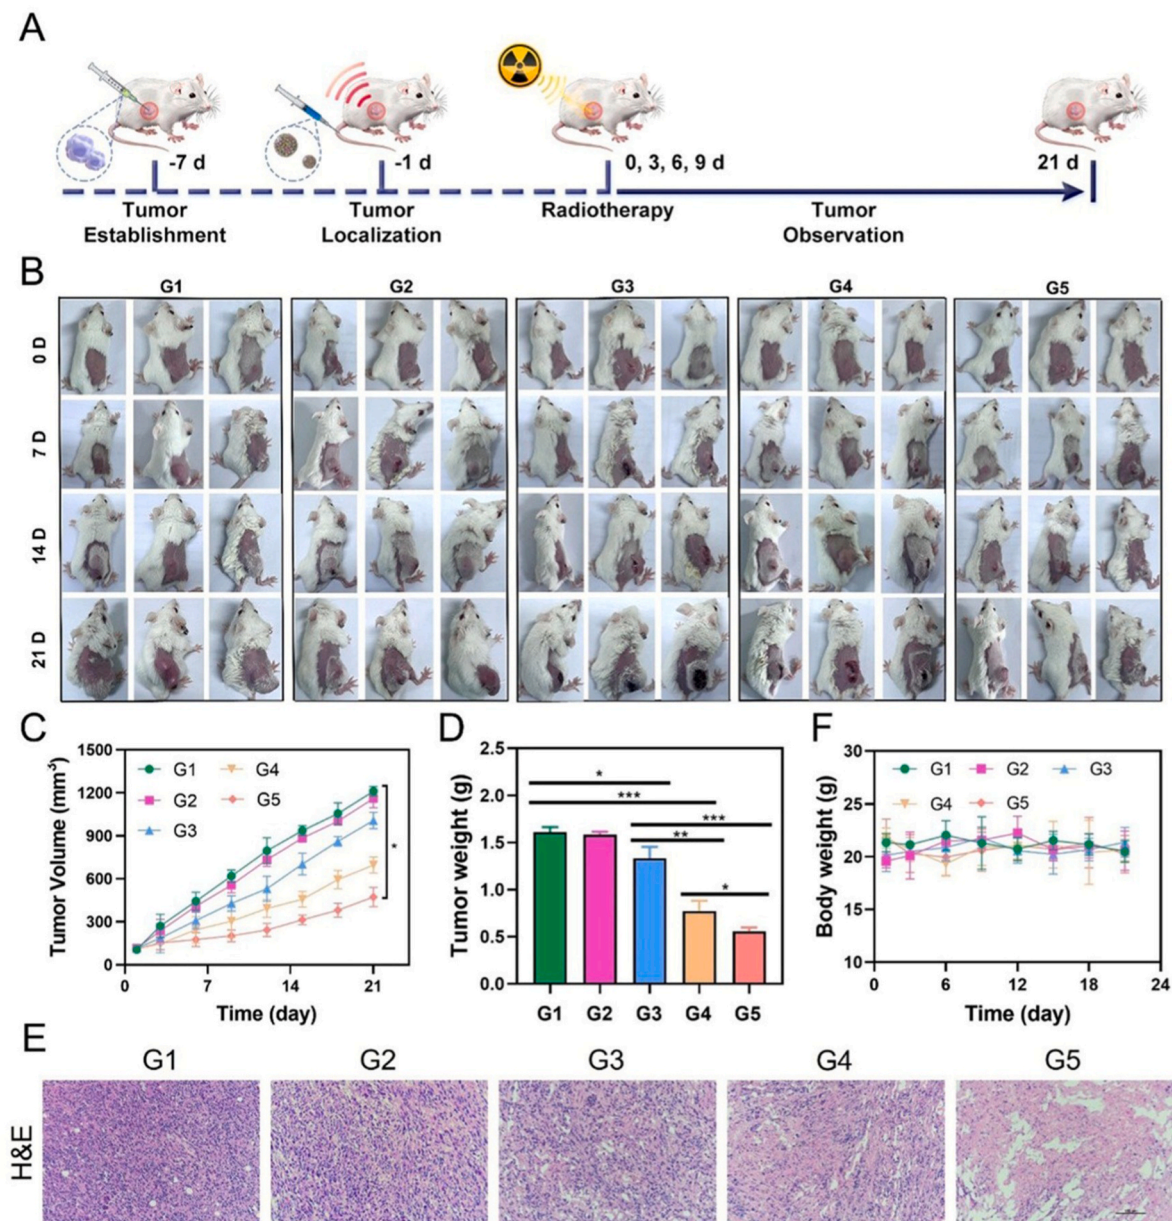 A
-7 d
-1 d
0, 3, 6, 9 d
21 d
Tumor
Establishment
Tumor
Localization
Radiotherapy
Tumor
Observation
B
G1
G2
G3
G4
G5
0 D
7 D
14 D
21 D
C
Tumor Volume (mm³)
1500
1200
900
600
300
0
G1
G2
G3
G4
G5
*
0
7
14
21
Time (day)
D
Tumor weight (g)
2.5
2.0
1.5
1.0
0.5
0.0
*
***
***
**
*
G1
G2
G3
G4
G5
F
Body weight (g)
30
25
20
15
10
G1
G2
G3
G4
G5
0
6
12
18
24
Time (day)
E
G1
G2
G3
G4
G5
H&E